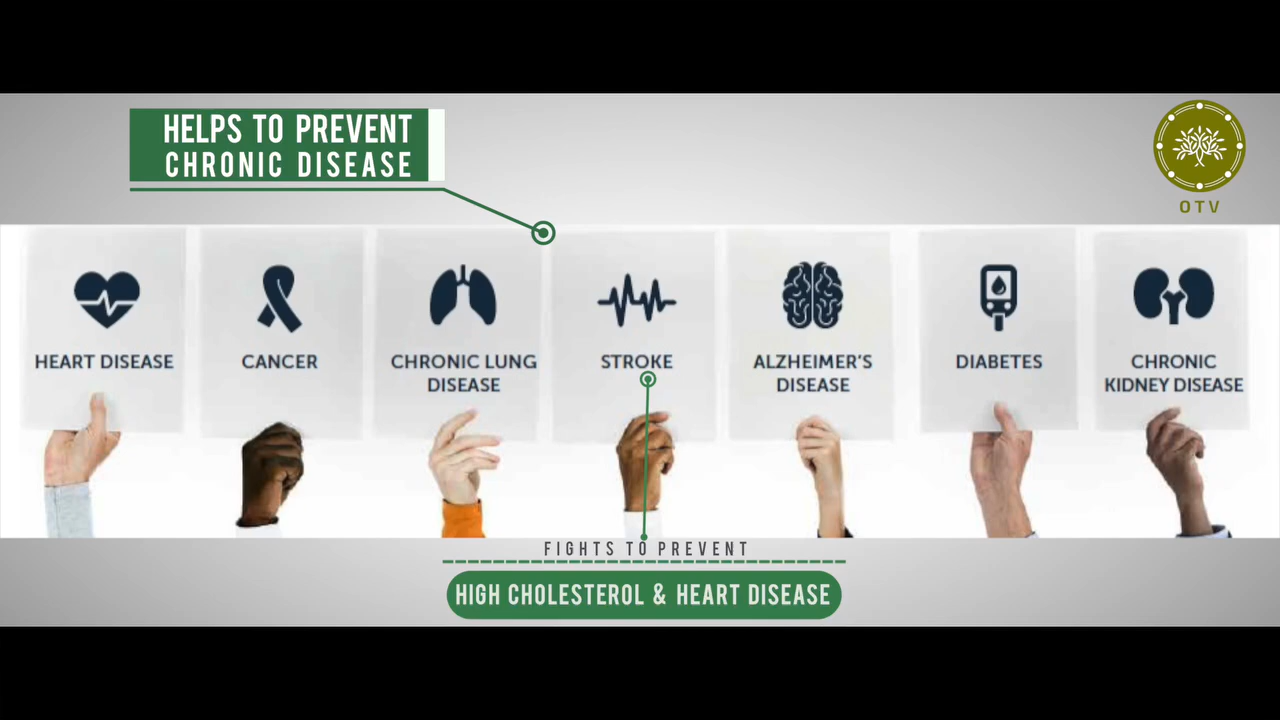 HELPS TO PREVENT
CHRONIC DISEASE
OTV
HEART DISEASE
CANCER
CHRONIC LUNG
DISEASE
STROKE
ALZHEIMER'S
DISEASE
DIABETES
CHRONIC
KIDNEY DISEASE
FIGHTS TO PREVENT
HIGH CHOLESTEROL & HEART DISEASE